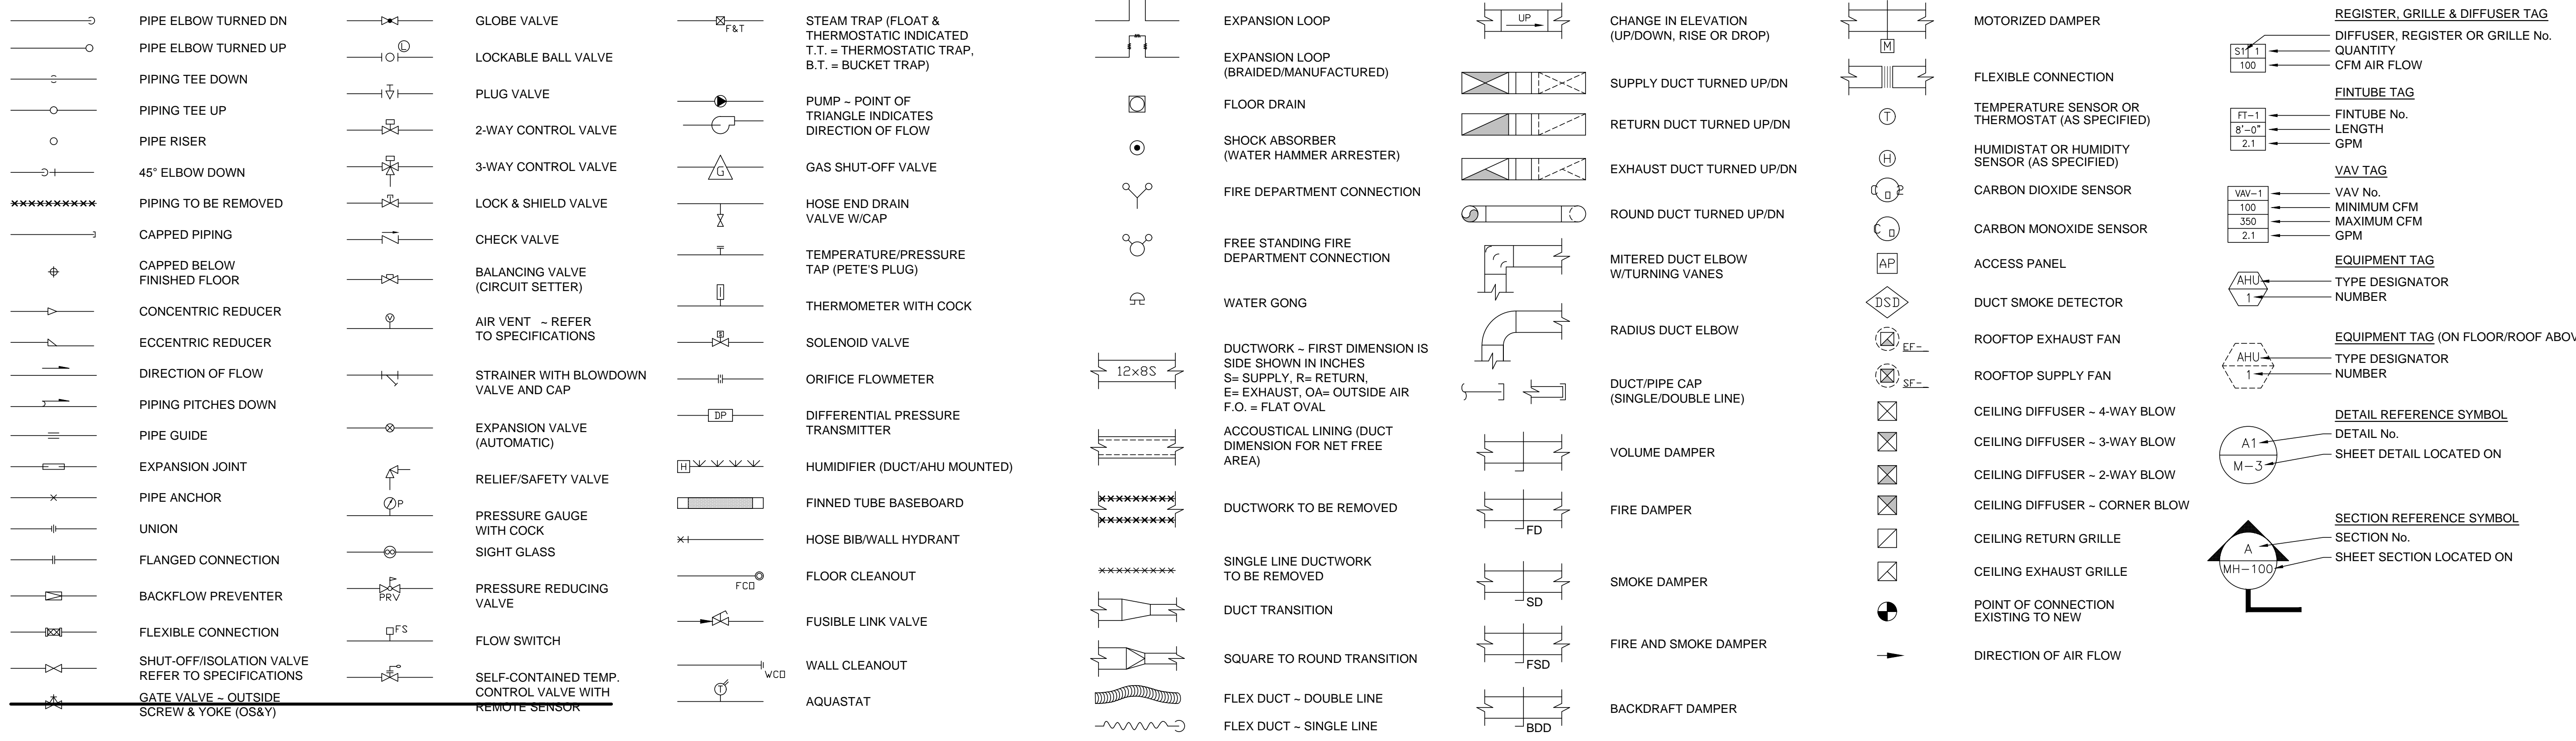 PIPE ELBOW TURNED DN
PIPE ELBOW TURNED UP
PIPING TEE DOWN
PIPING TEE UP
PIPE RISER
45° ELBOW DOWN
PIPING TO BE REMOVED
CAPPED PIPING
CAPPED BELOW
FINISHED FLOOR
CONCENTRIC REDUCER
ECCENTRIC REDUCER
DIRECTION OF FLOW
PIPING PITCHES DOWN
PIPE GUIDE
EXPANSION JOINT
PIPE ANCHOR
UNION
FLANGED CONNECTION
BACKFLOW PREVENTER
FLEXIBLE CONNECTION
SHUT-OFF/ISOLATION VALVE
REFER TO SPECIFICATIONS
GATE VALVE ~ OUTSIDE
SCREW & YOKE (OS&Y)
GLOBE VALVE
L
LOCKABLE BALL VALVE
PLUG VALVE
2-WAY CONTROL VALVE
3-WAY CONTROL VALVE
LOCK & SHIELD VALVE
CHECK VALVE
BALANCING VALVE
(CIRCUIT SETTER)
V
AIR VENT ~ REFER
TO SPECIFICATIONS
STRAINER WITH BLOWDOWN
VALVE AND CAP
EXPANSION VALVE
(AUTOMATIC)
RELIEF/SAFETY VALVE
P
PRESSURE GAUGE
WITH COCK
SIGHT GLASS
PRV
PRESSURE REDUCING
VALVE
FS
FLOW SWITCH
SELF-CONTAINED TEMP.
CONTROL VALVE WITH
REMOTE SENSOR
F&T
STEAM TRAP (FLOAT &
THERMOSTATIC INDICATED
T.T. = THERMOSTATIC TRAP,
B.T. = BUCKET TRAP)
PUMP ~ POINT OF
TRIANGLE INDICATES
DIRECTION OF FLOW
G
GAS SHUT-OFF VALVE
HOSE END DRAIN
VALVE W/CAP
TEMPERATURE/PRESSURE
TAP (PETE'S PLUG)
THERMOMETER WITH COCK
S
SOLENOID VALVE
ORIFICE FLOWMETER
DP
DIFFERENTIAL PRESSURE
TRANSMITTER
H
HUMIDIFIER (DUCT/AHU MOUNTED)
FINNED TUBE BASEBOARD
HOSE BIB/WALL HYDRANT
FCO
FLOOR CLEANOUT
FUSIBLE LINK VALVE
WCO
WALL CLEANOUT
T
AQUASTAT
EXPANSION LOOP
EXPANSION LOOP
(BRAIDED/MANUFACTURED)
FLOOR DRAIN
SHOCK ABSORBER
(WATER HAMMER ARRESTER)
FIRE DEPARTMENT CONNECTION
FREE STANDING FIRE
DEPARTMENT CONNECTION
WATER GONG
12x8S
DUCTWORK ~ FIRST DIMENSION IS
SIDE SHOWN IN INCHES
S= SUPPLY, R= RETURN,
E= EXHAUST, OA= OUTSIDE AIR
F.O. = FLAT OVAL
ACCOUSTICAL LINING (DUCT
DIMENSION FOR NET FREE
AREA)
DUCTWORK TO BE REMOVED
SINGLE LINE DUCTWORK
TO BE REMOVED
DUCT TRANSITION
SQUARE TO ROUND TRANSITION
FLEX DUCT ~ DOUBLE LINE
FLEX DUCT ~ SINGLE LINE
UP
CHANGE IN ELEVATION
(UP/DOWN, RISE OR DROP)
SUPPLY DUCT TURNED UP/DN
RETURN DUCT TURNED UP/DN
EXHAUST DUCT TURNED UP/DN
ROUND DUCT TURNED UP/DN
MITERED DUCT ELBOW
W/TURNING VANES
RADIUS DUCT ELBOW
DUCT/PIPE CAP
(SINGLE/DOUBLE LINE)
VOLUME DAMPER
FD
FIRE DAMPER
SD
SMOKE DAMPER
FSD
FIRE AND SMOKE DAMPER
BDD
BACKDRAFT DAMPER
M
MOTORIZED DAMPER
FLEXIBLE CONNECTION
T
TEMPERATURE SENSOR OR
THERMOSTAT (AS SPECIFIED)
H
HUMIDISTAT OR HUMIDITY
SENSOR (AS SPECIFIED)
CO2
CARBON DIOXIDE SENSOR
CO
CARBON MONOXIDE SENSOR
AP
ACCESS PANEL
DSD
DUCT SMOKE DETECTOR
EF-_
ROOFTOP EXHAUST FAN
SF-_
ROOFTOP SUPPLY FAN
CEILING DIFFUSER ~ 4-WAY BLOW
CEILING DIFFUSER ~ 3-WAY BLOW
CEILING DIFFUSER ~ 2-WAY BLOW
CEILING DIFFUSER ~ CORNER BLOW
CEILING RETURN GRILLE
CEILING EXHAUST GRILLE
POINT OF CONNECTION
EXISTING TO NEW
DIRECTION OF AIR FLOW
REGISTER, GRILLE & DIFFUSER TAG
DIFFUSER, REGISTER OR GRILLE No.
S1 1 QUANTITY
100 CFM AIR FLOW
FINTUBE TAG
FT-1 FINTUBE No.
8'-0" LENGTH
2.1 GPM
VAV TAG
VAV-1 VAV No.
100 MINIMUM CFM
350 MAXIMUM CFM
2.1 GPM
EQUIPMENT TAG
AHU TYPE DESIGNATOR
1 NUMBER
EQUIPMENT TAG (ON FLOOR/ROOF ABOV
AHU TYPE DESIGNATOR
1 NUMBER
DETAIL REFERENCE SYMBOL
A1 DETAIL No.
M-3 SHEET DETAIL LOCATED ON
SECTION REFERENCE SYMBOL
A SECTION No.
MH-100 SHEET SECTION LOCATED ON